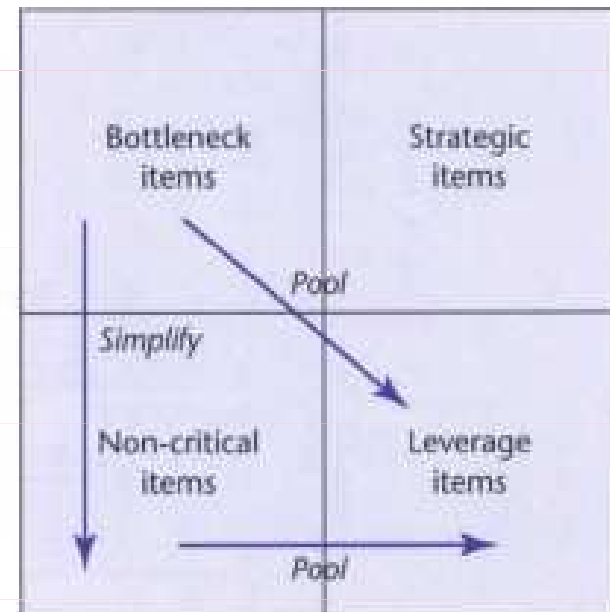 Bottleneck
items
Strategic
items
Pool
Simplify
Non-critical
items
Leverage
items
Pool